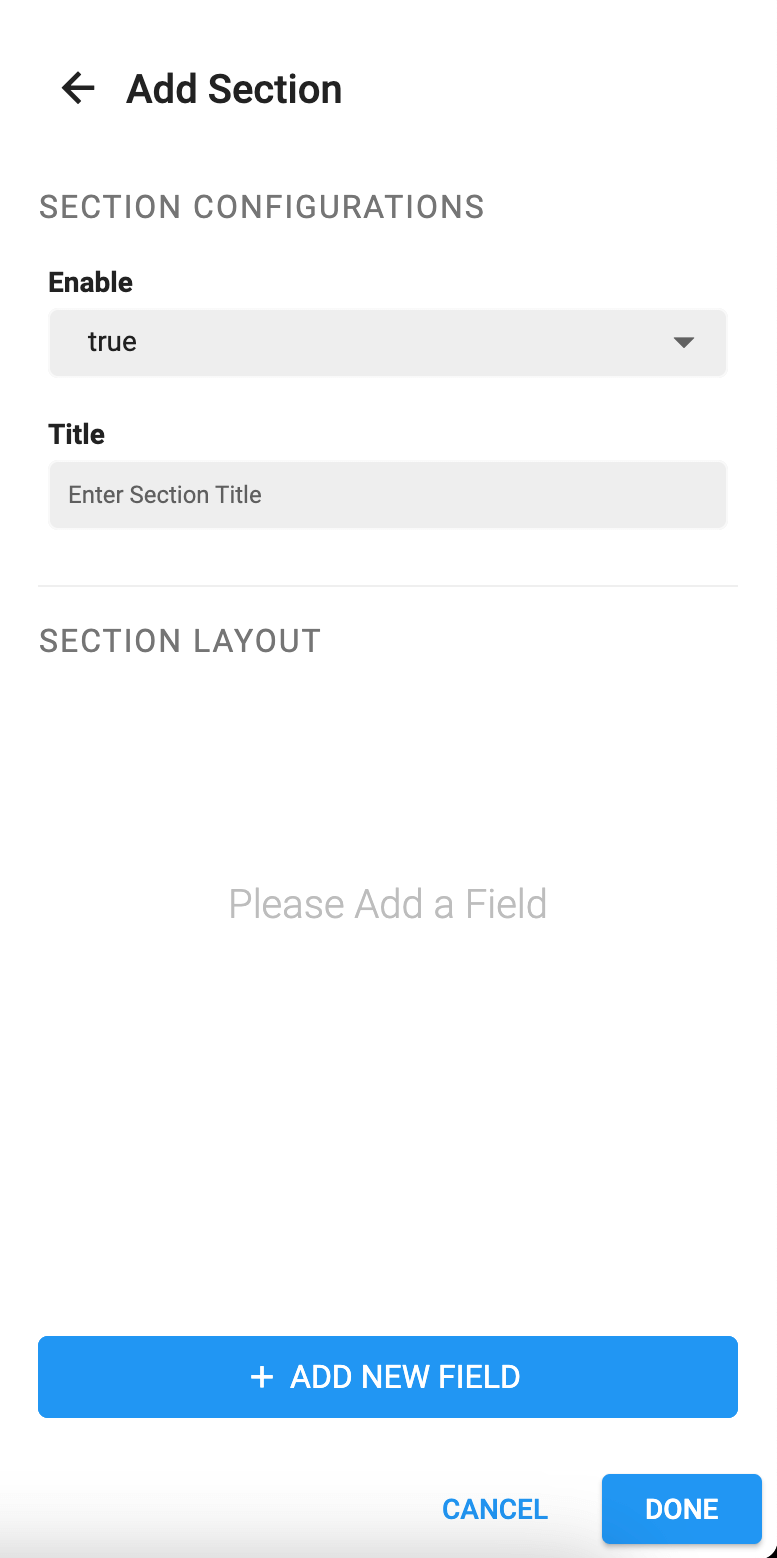 Add Section
SECTION CONFIGURATIONS
Enable
true
Title
Enter Section Title
SECTION LAYOUT
Please Add a Field
+ ADD NEW FIELD
CANCEL DONE